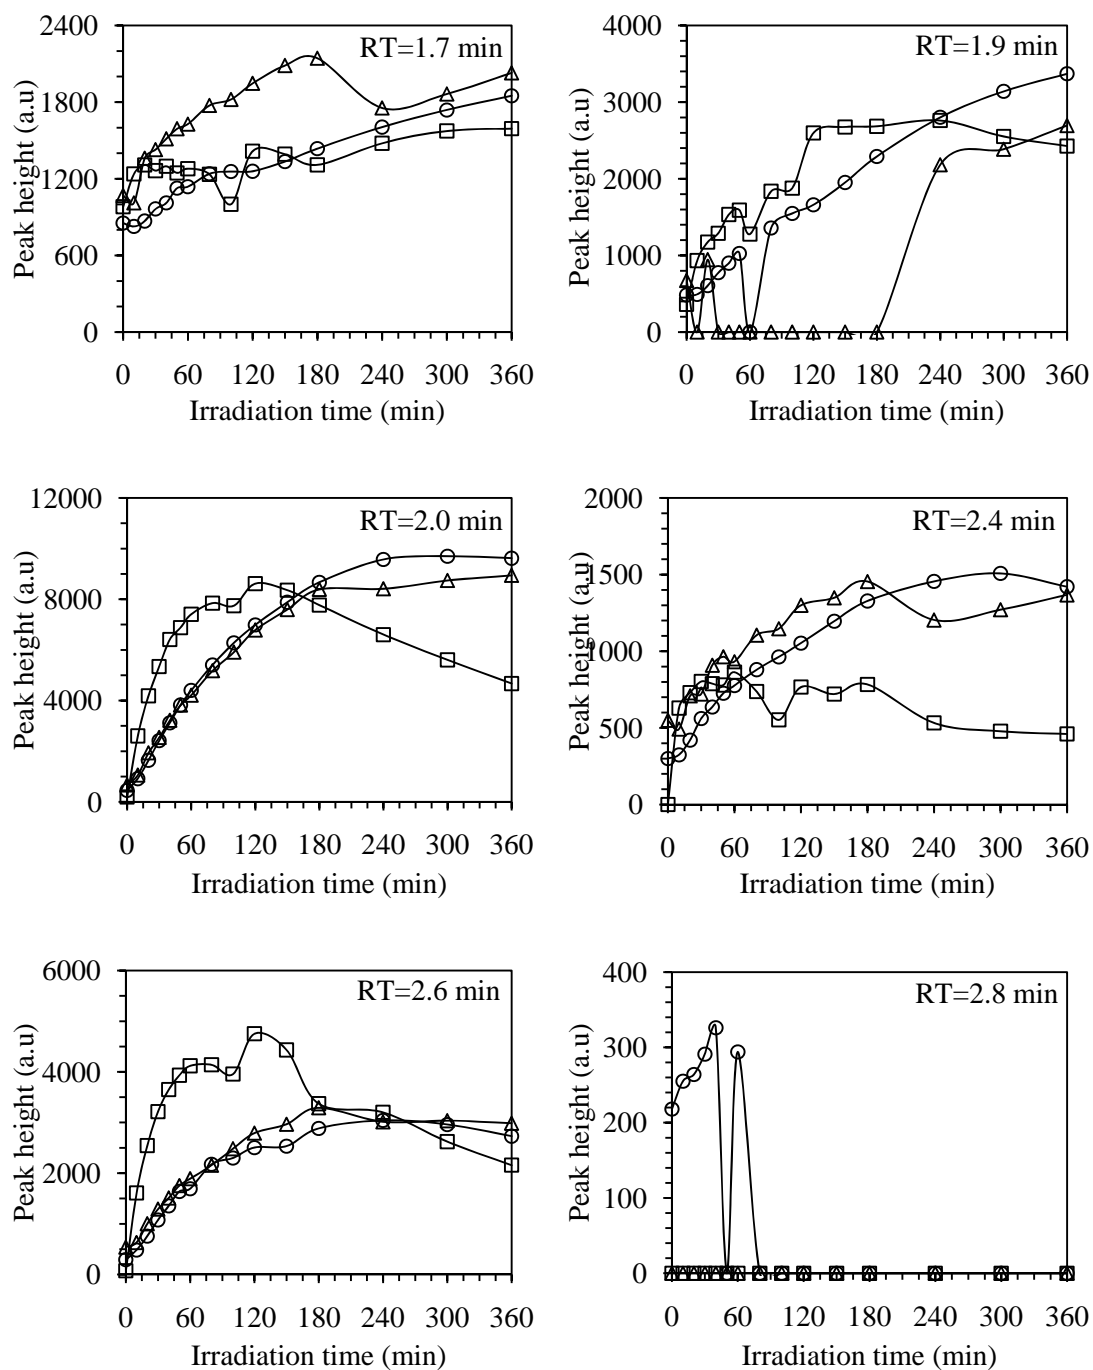 RT=1.7 min
Peak height (a.u)
2400
1800
1200
600
0
0 60 120 180 240 300 360
Irradiation time (min)
RT=1.9 min
Peak height (a.u)
4000
3000
2000
1000
0
0 60 120 180 240 300 360
Irradiation time (min)
RT=2.0 min
Peak height (a.u)
12000
8000
4000
0
0 60 120 180 240 300 360
Irradiation time (min)
RT=2.4 min
Peak height (a.u)
2000
1500
1000
500
0
0 60 120 180 240 300 360
Irradiation time (min)
RT=2.6 min
Peak height (a.u)
6000
4000
2000
0
0 60 120 180 240 300 360
Irradiation time (min)
RT=2.8 min
Peak height (a.u)
400
300
200
100
0
0 60 120 180 240 300 360
Irradiation time (min)